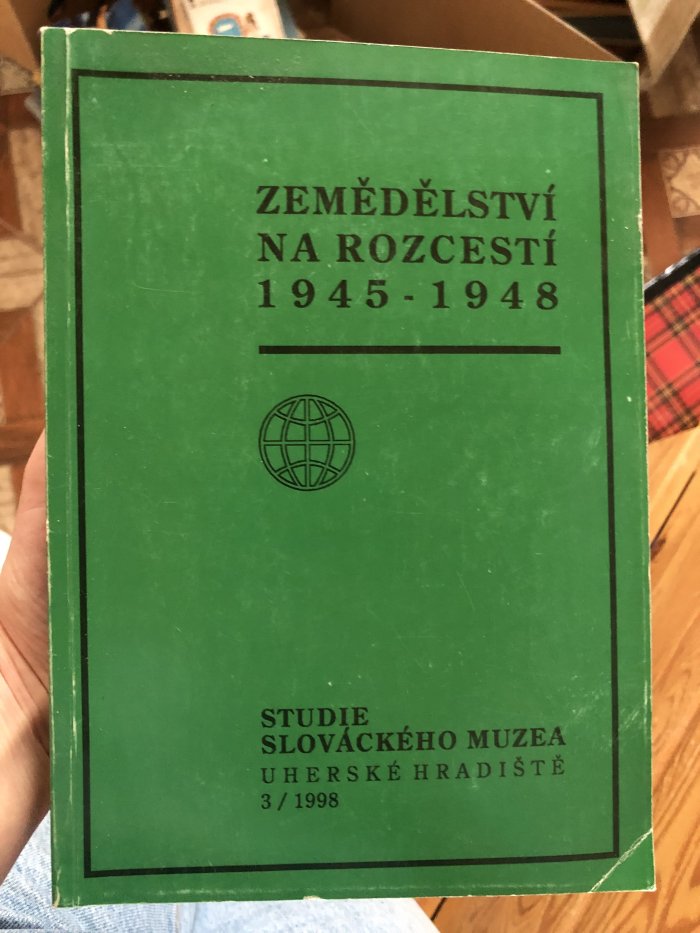 ZEMĚDĚLSTVÍ
NA ROZCESTÍ
1945 - 1948
STUDIE
SLOVÁCKÉHO MUZEA
UHERSKÉ HRADIŠTĚ
3 / 1998